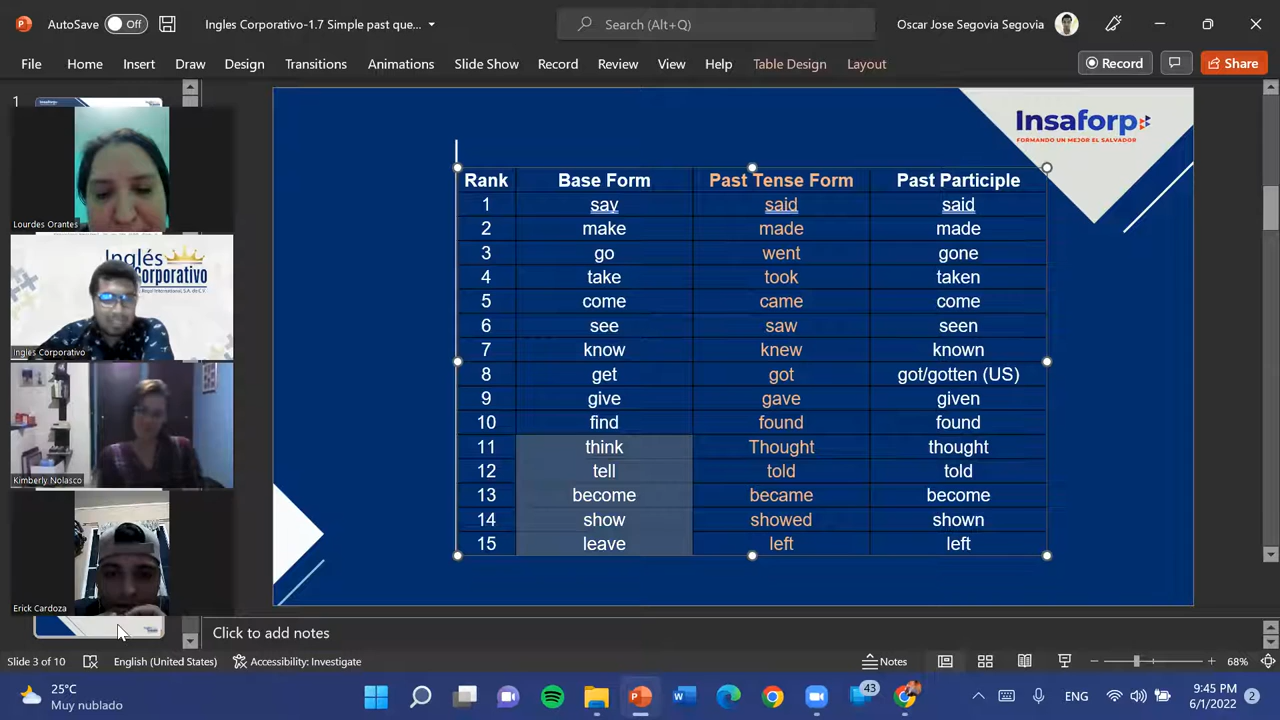 AutoSave Off Ingles Corporativo-1.7 Simple past que... Search (Alt+Q) Oscar Jose Segovia Segovia
File Home Insert Draw Design Transitions Animations Slide Show Record Review View Help Table Design Layout Record Share
1
Lourdes Orantes
Inglés
Corporativo
Ingles Corporativo
Kimberly Nolasco
Erick Cardoza
Insaforp
FORMANDO UN MEJOR EL SALVADOR
Rank Base Form Past Tense Form Past Participle
1 say said said
2 make made made
3 go went gone
4 take took taken
5 come came come
6 see saw seen
7 know knew known
8 get got got/gotten (US)
9 give gave given
10 find found found
11 think Thought thought
12 tell told told
13 become became become
14 show showed shown
15 leave left left
Click to add notes
Slide 3 of 10 English (United States) Accessibility: Investigate Notes 68%
25°C
Muy nublado
43
ENG
9:45 PM
6/1/2022
2